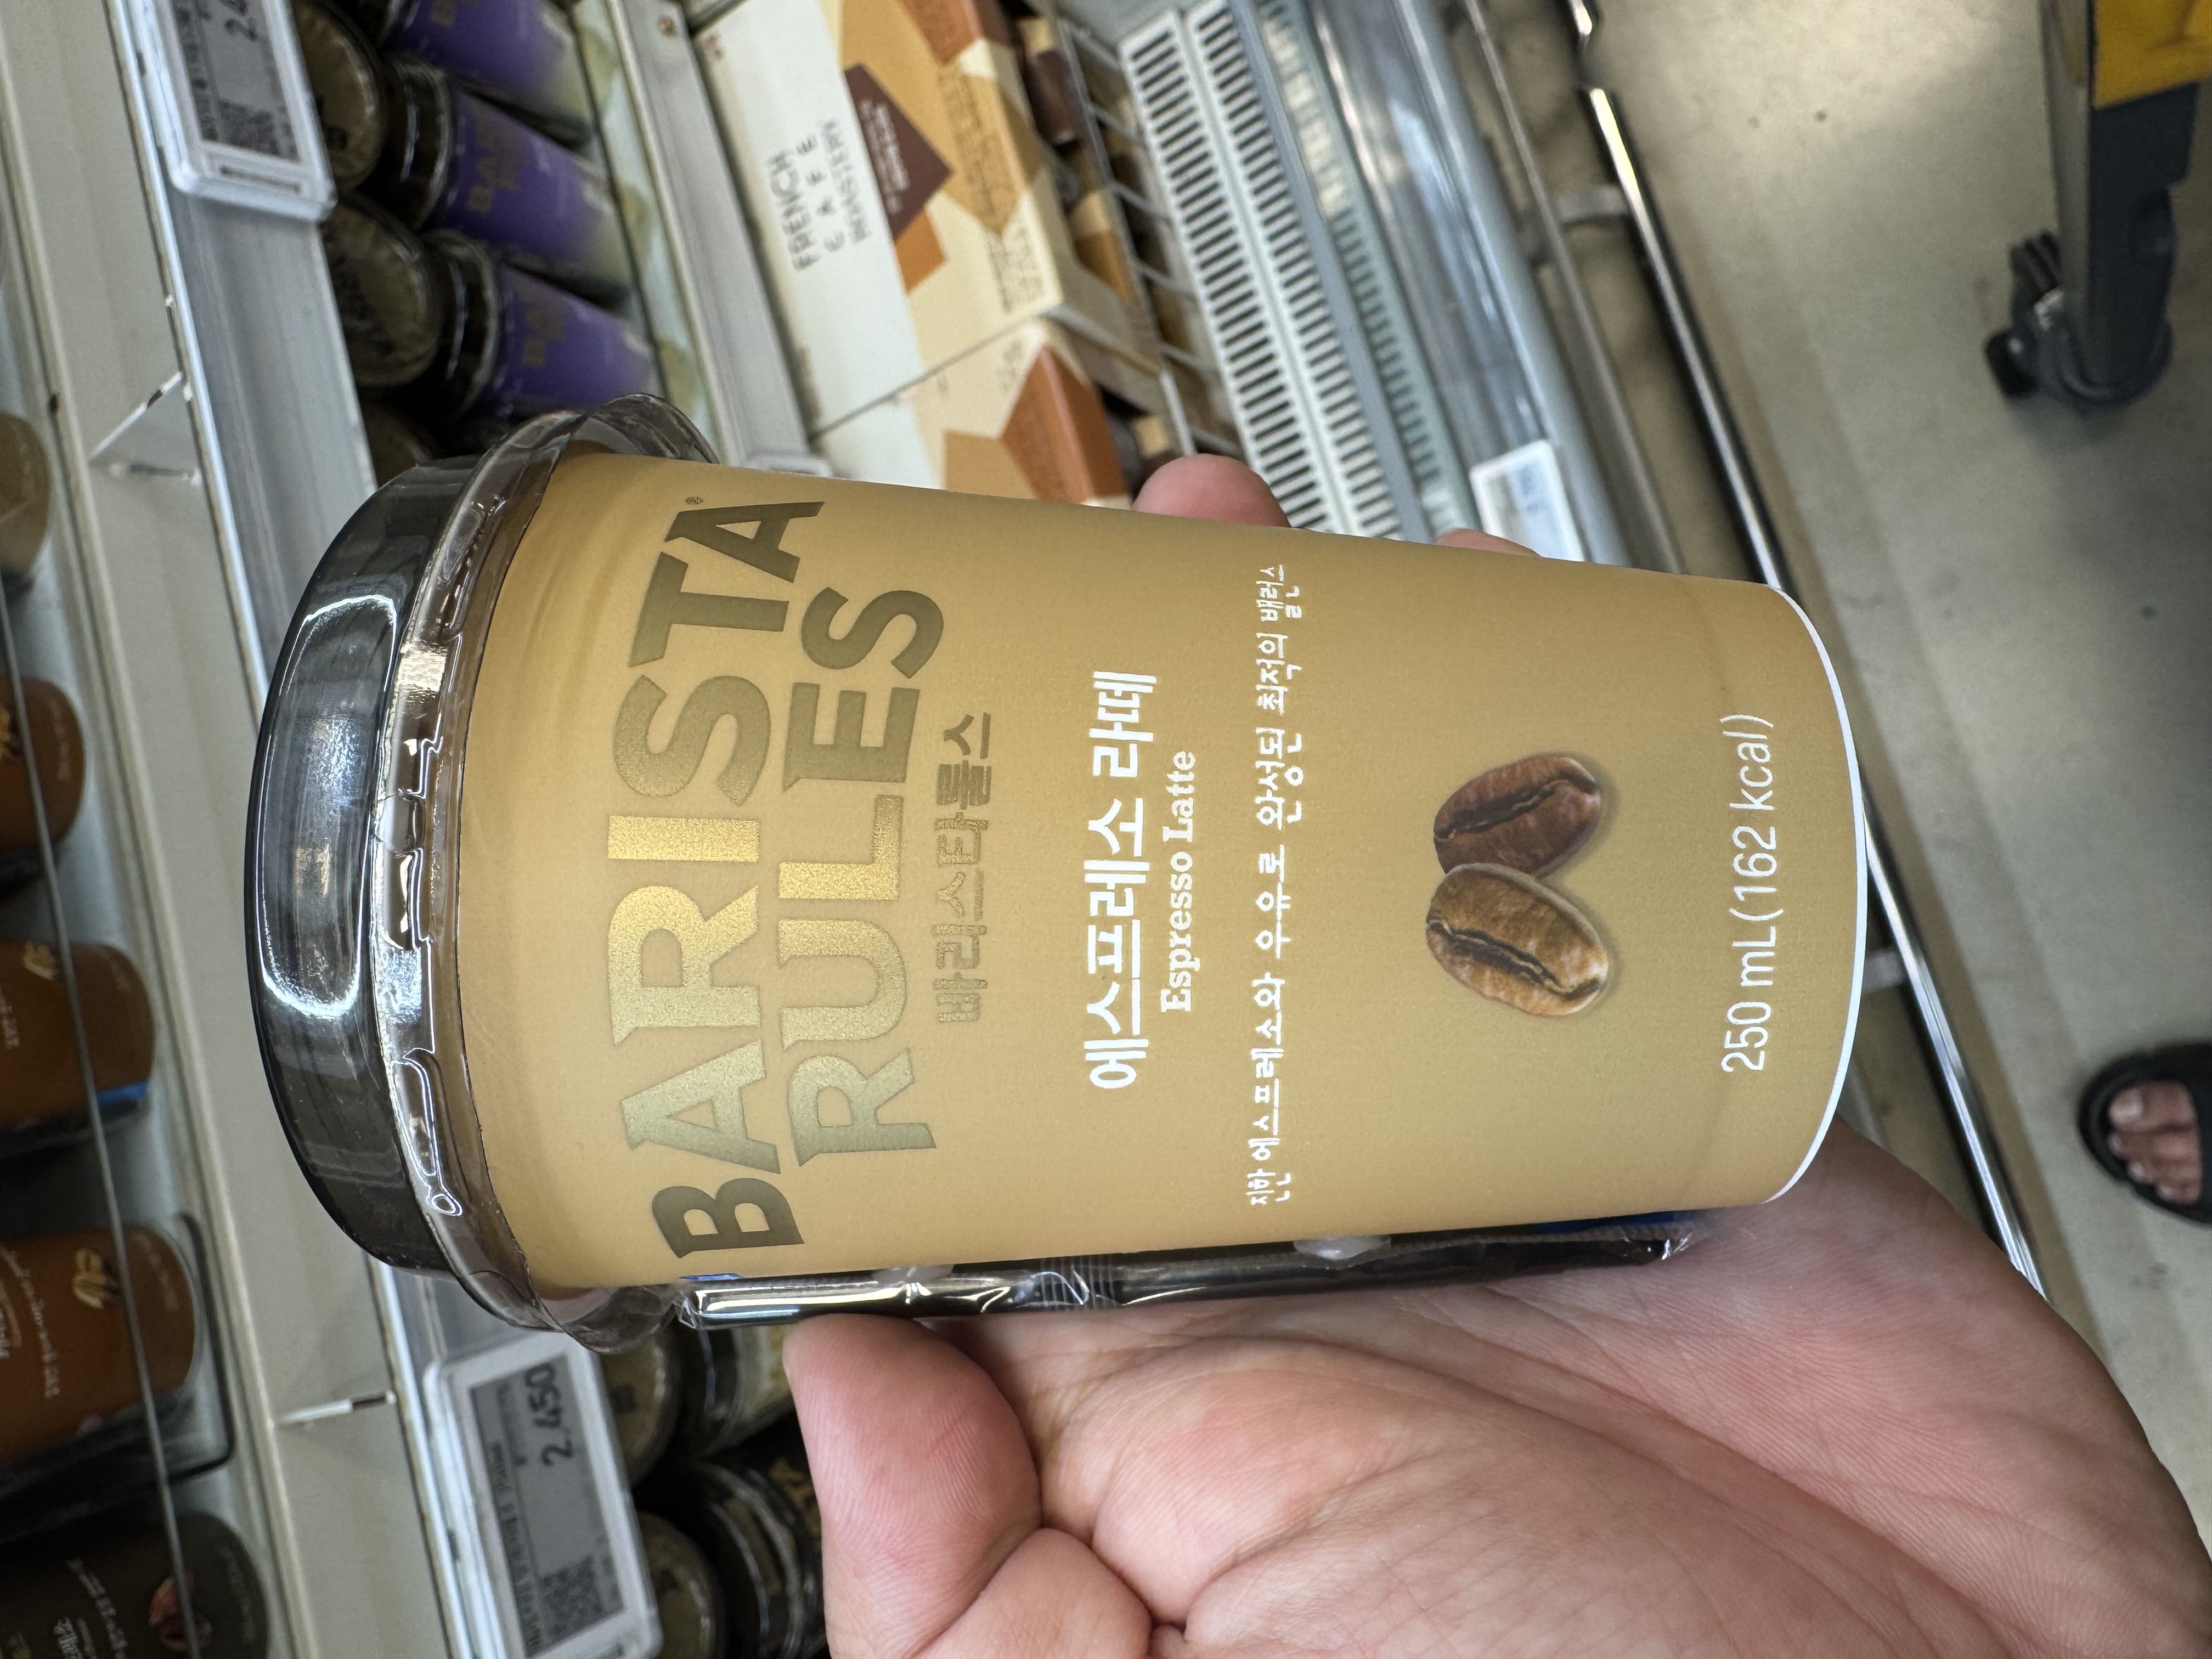 2,450
BARISTA
RULES
바리스타룰스
에스프레소 라떼
Espresso Latte
진한 에스프레소와 우유로 완성된 최적의 밸런스
250 mL(162 kcal)
FRENCH
CAFE
ROASTERY